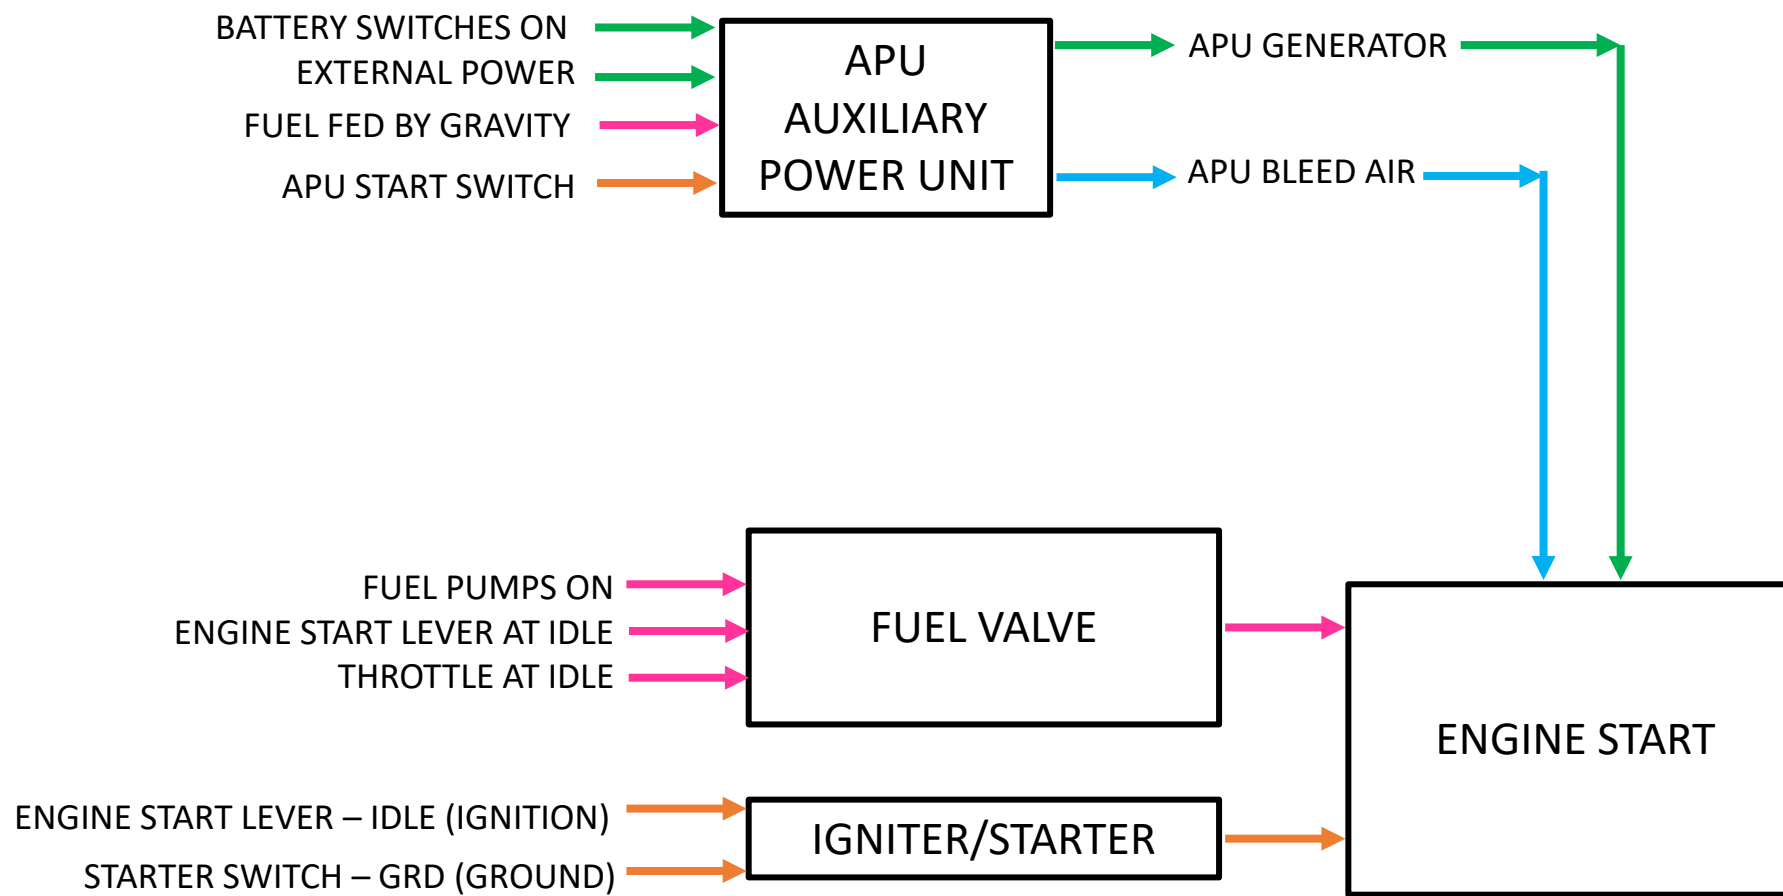 BATTERY SWITCHES ON
EXTERNAL POWER
FUEL FED BY GRAVITY
APU START SWITCH
APU
AUXILIARY
POWER UNIT
APU GENERATOR
APU BLEED AIR
FUEL PUMPS ON
ENGINE START LEVER AT IDLE
THROTTLE AT IDLE
FUEL VALVE
ENGINE START LEVER – IDLE (IGNITION)
STARTER SWITCH – GRD (GROUND)
IGNITER/STARTER
ENGINE START